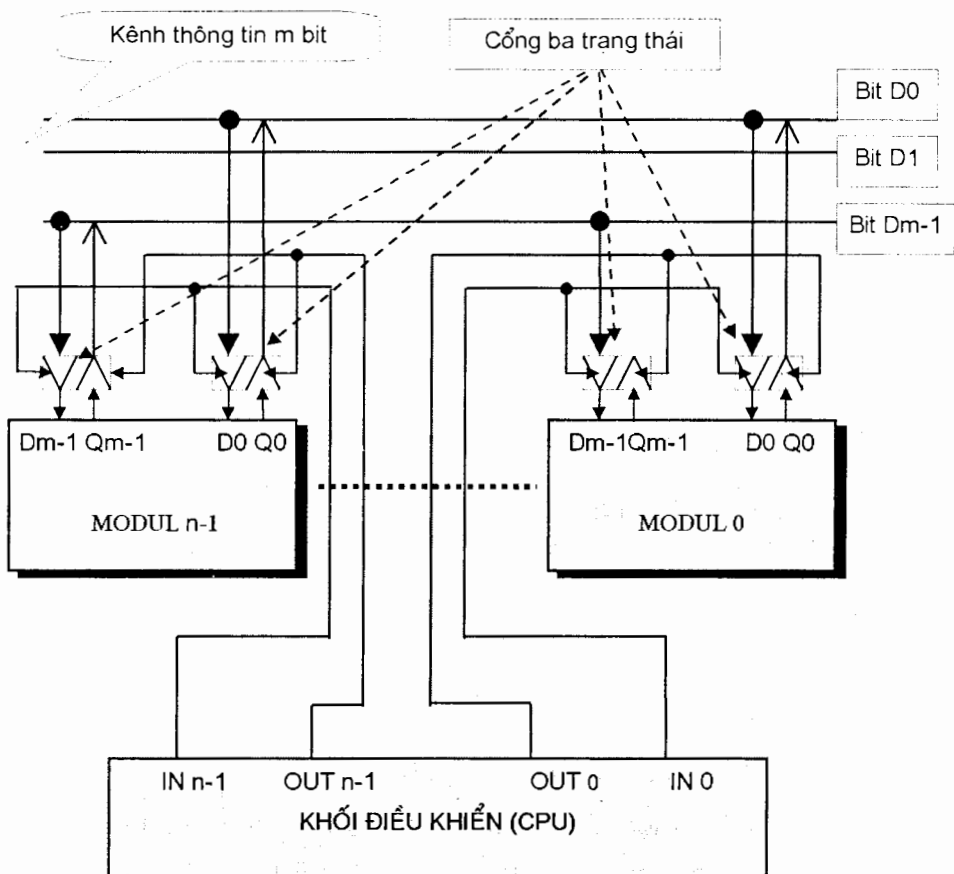 Kênh thông tin m bit
Cổng ba trang thái
Bit D0
Bit D1
Bit Dm-1
Dm-1 Qm-1
D0 Q0
Dm-1Qm-1
D0 Q0
MODUL n-1
MODUL 0
IN n-1
OUT n-1
OUT 0
IN 0
KHỐI ĐIỀU KHIỂN (CPU)